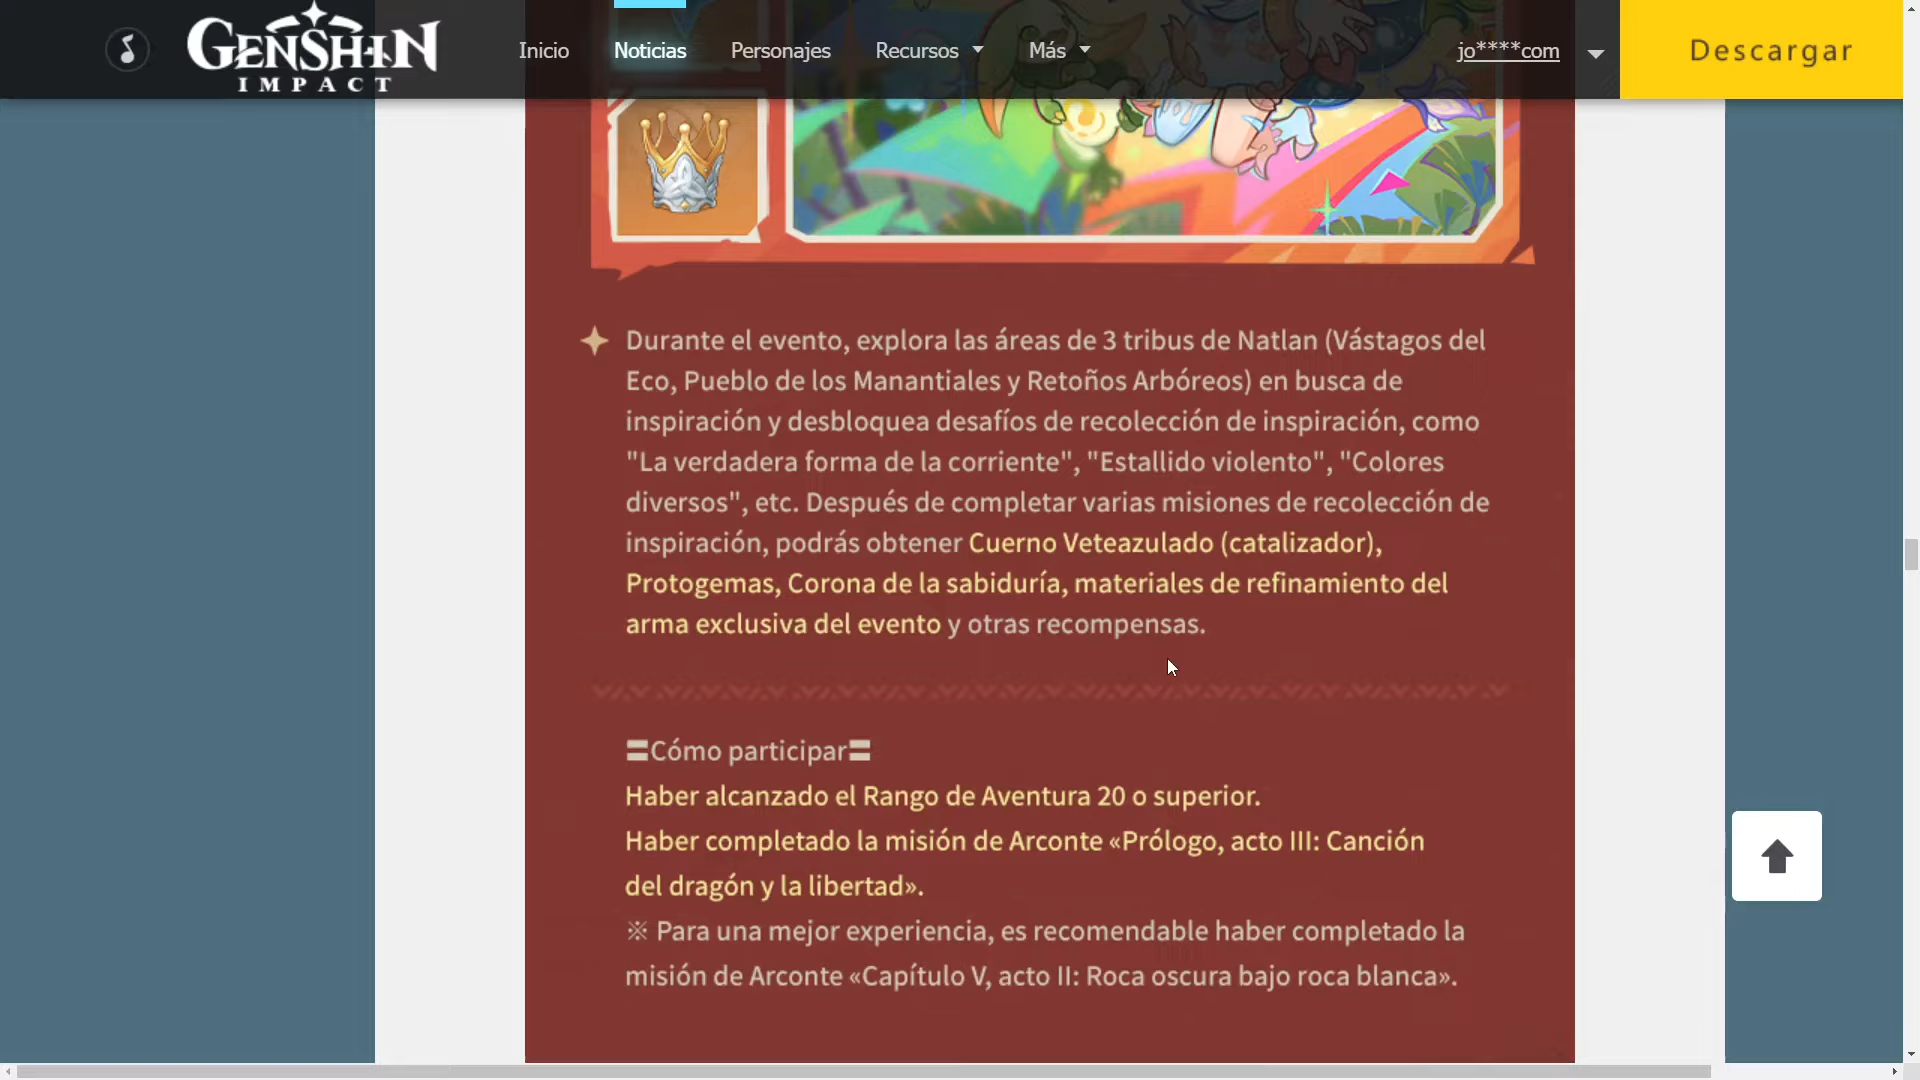 GENSHIN
IMPACT
Inicio
Noticias
Personajes
Recursos
Más
jo****com
Descargar
Durante el evento, explora las áreas de 3 tribus de Natlan (Vástagos del
Eco, Pueblo de los Manantiales y Retoños Arbóreos) en busca de
inspiración y desbloquea desafíos de recolección de inspiración, como
"La verdadera forma de la corriente", "Estallido violento", "Colores
diversos", etc. Después de completar varias misiones de recolección de
inspiración, podrás obtener Cuerno Veteazulado (catalizador),
Protogemas, Corona de la sabiduría, materiales de refinamiento del
arma exclusiva del evento y otras recompensas.
〓Cómo participar〓
Haber alcanzado el Rango de Aventura 20 o superior.
Haber completado la misión de Arconte «Prólogo, acto III: Canción
del dragón y la libertad».
※ Para una mejor experiencia, es recomendable haber completado la
misión de Arconte «Capítulo V, acto II: Roca oscura bajo roca blanca».